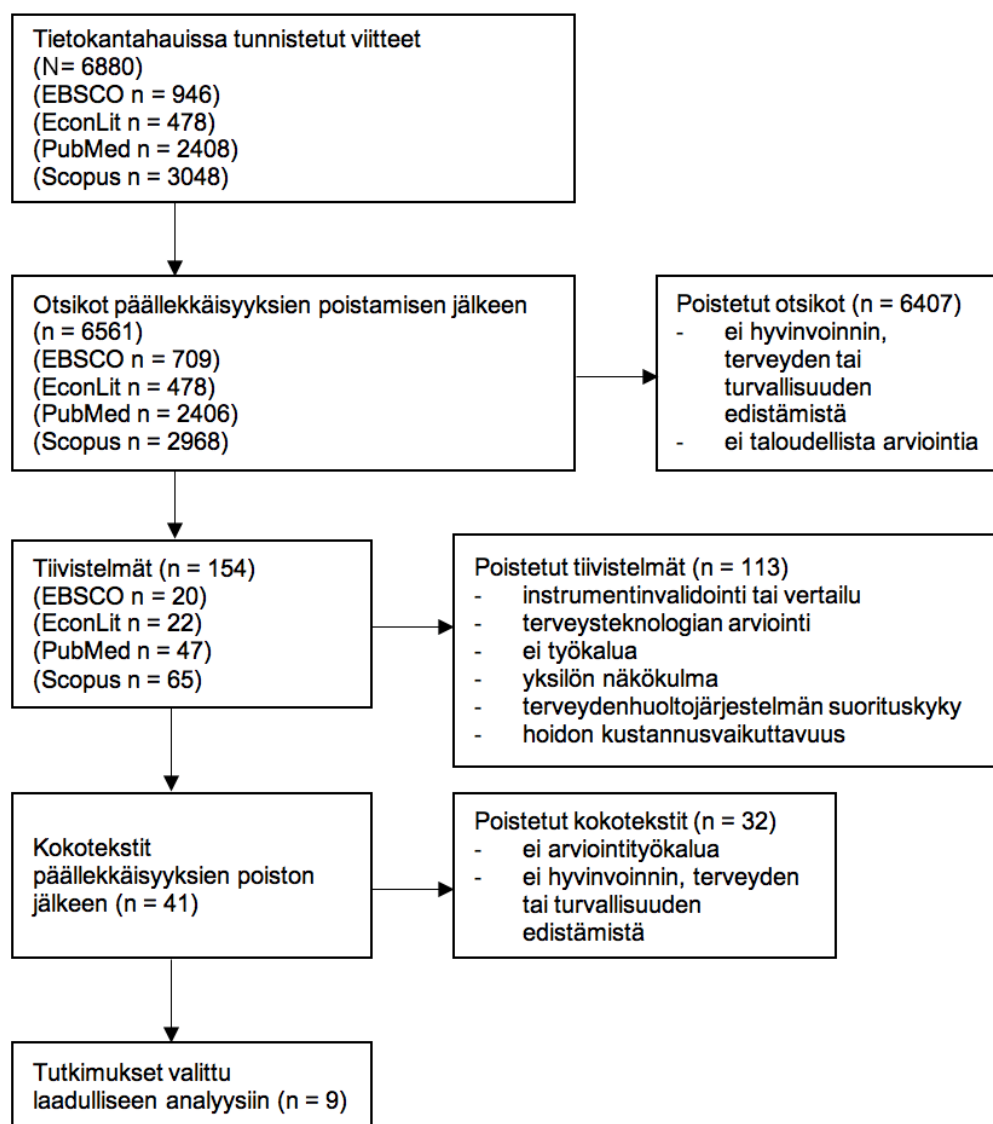 Tietokantahauissa tunnistetut viitteet
(N= 6880)
(EBSCO n = 946)
(EconLit n = 478)
(PubMed n = 2408)
(Scopus n = 3048)
Otsikot päällekkäisyyksien poistamisen jälkeen
(n = 6561)
(EBSCO n = 709)
(EconLit n = 478)
(PubMed n = 2406)
(Scopus n = 2968)
Poistetut otsikot (n = 6407)
- ei hyvinvoinnin,
terveyden tai
turvallisuuden
edistämistä
- ei taloudellista arviointia
Tiivistelmät (n = 154)
(EBSCO n = 20)
(EconLit n = 22)
(PubMed n = 47)
(Scopus n = 65)
Poistetut tiivistelmät (n = 113)
- instrumentinvalidointi tai vertailu
- terveysteknologian arviointi
- ei työkalua
- yksilön näkökulma
- terveydenhuoltojärjestelmän suorituskyky
- hoidon kustannusvaikuttavuus
Kokotekstit
päällekkäisyyksien poiston
jälkeen (n = 41)
Poistetut kokotekstit (n = 32)
- ei arviointityökalua
- ei hyvinvoinnin, terveyden
tai turvallisuuden
edistämistä
Tutkimukset valittu
laadulliseen analyysiin (n = 9)